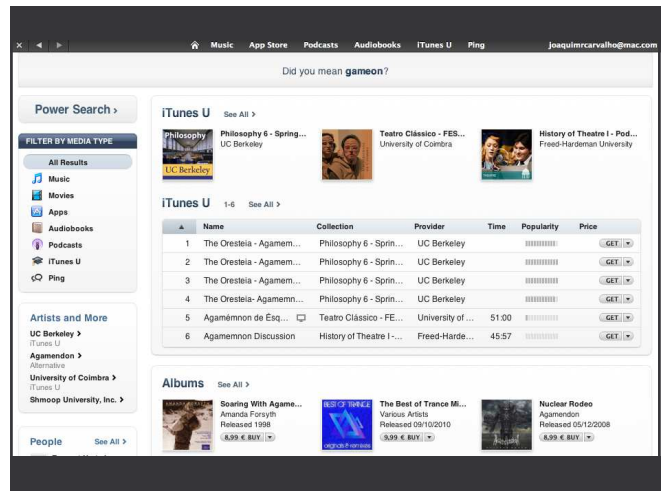 Music App Store Podcasts Audiobooks iTunes U Ping joaquimrcarvalho@mac.com
Did you mean gameon?
Power Search ›
FILTER BY MEDIA TYPE
All Results
Music
Movies
Apps
Audiobooks
Podcasts
iTunes U
Ping
Artists and More
UC Berkeley >
iTunes U
Agamendon >
Alternative
University of Coimbra >
iTunes U
Shmoop University, Inc. >
People See All >
iTunes U See All >
Philosophy
UC Berkeley
Philosophy 6 - Spring...
UC Berkeley
Teatro Clássico - FES...
University of Coimbra
History of Theatre I - Pod...
Freed-Hardeman University
iTunes U 1-6 See All >
Name Collection Provider Time Popularity Price
1 The Oresteia - Agamem... Philosophy 6 - Sprin... UC Berkeley GET
2 The Oresteia - Agamem... Philosophy 6 - Sprin... UC Berkeley GET
3 The Oresteia - Agamem... Philosophy 6 - Sprin... UC Berkeley GET
4 The Oresteia- Agamemn... Philosophy 6 - Sprin... UC Berkeley GET
5 Agamémnon de Ésq... Teatro Clássico - FE... University of ... 51:00 GET
6 Agamemnon Discussion History of Theatre I -... Freed-Harde... 45:57 GET
Albums See All >
Soaring With Agame...
Amanda Forsyth
Released 1998
8,99 € BUY
BEST OF TRANCE
originals & remixes
The Best of Trance Mi...
Various Artists
Released 09/10/2010
9,99 € BUY
Nuclear Rodeo
Agamendon
Released 05/12/2008
8,99 € BUY